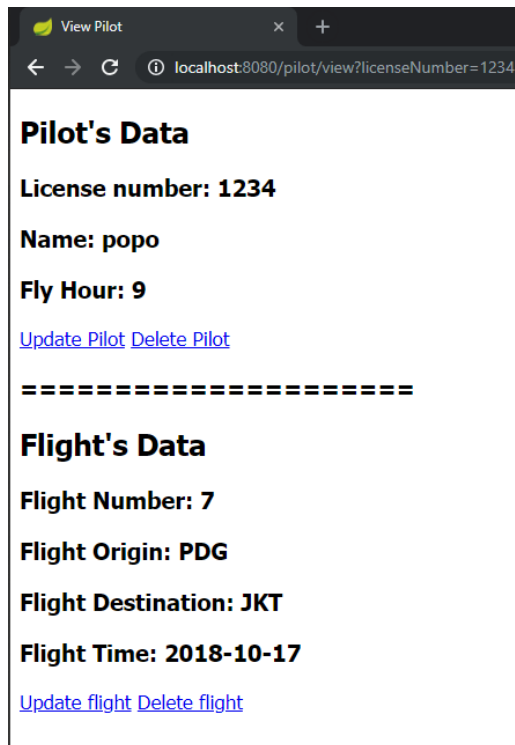 View Pilot
localhost:8080/pilot/view?licenseNumber=1234
Pilot's Data
License number: 1234
Name: popo
Fly Hour: 9
Update Pilot Delete Pilot
=====================
Flight's Data
Flight Number: 7
Flight Origin: PDG
Flight Destination: JKT
Flight Time: 2018-10-17
Update flight Delete flight